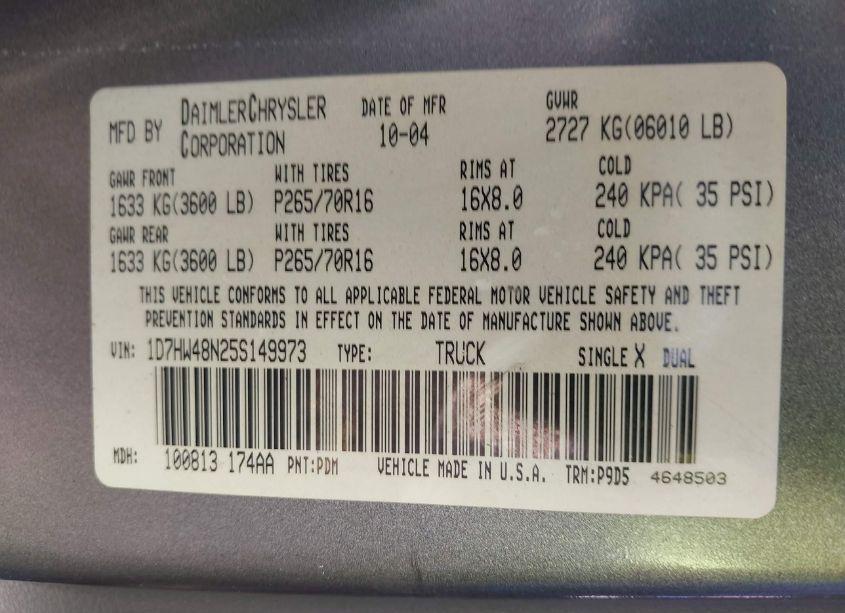 MFD BY DAIMLERCHRYSLER CORPORATION DATE OF MFR 10-04 GVWR 2727 KG(06010 LB)
GAWR FRONT WITH TIRES RIMS AT COLD
1633 KG(3600 LB) P265/70R16 16X8.0 240 KPA( 35 PSI)
GAWR REAR WITH TIRES RIMS AT COLD
1633 KG(3600 LB) P265/70R16 16X8.0 240 KPA( 35 PSI)
THIS VEHICLE CONFORMS TO ALL APPLICABLE FEDERAL MOTOR VEHICLE SAFETY AND THEFT
PREVENTION STANDARDS IN EFFECT ON THE DATE OF MANUFACTURE SHOWN ABOVE.
VIN: 1D7HW48N25S149973 TYPE: TRUCK SINGLE X DUAL
MDH: 100813 174AA PNT:PDM VEHICLE MADE IN U.S.A. TRM:P9D5 4648503